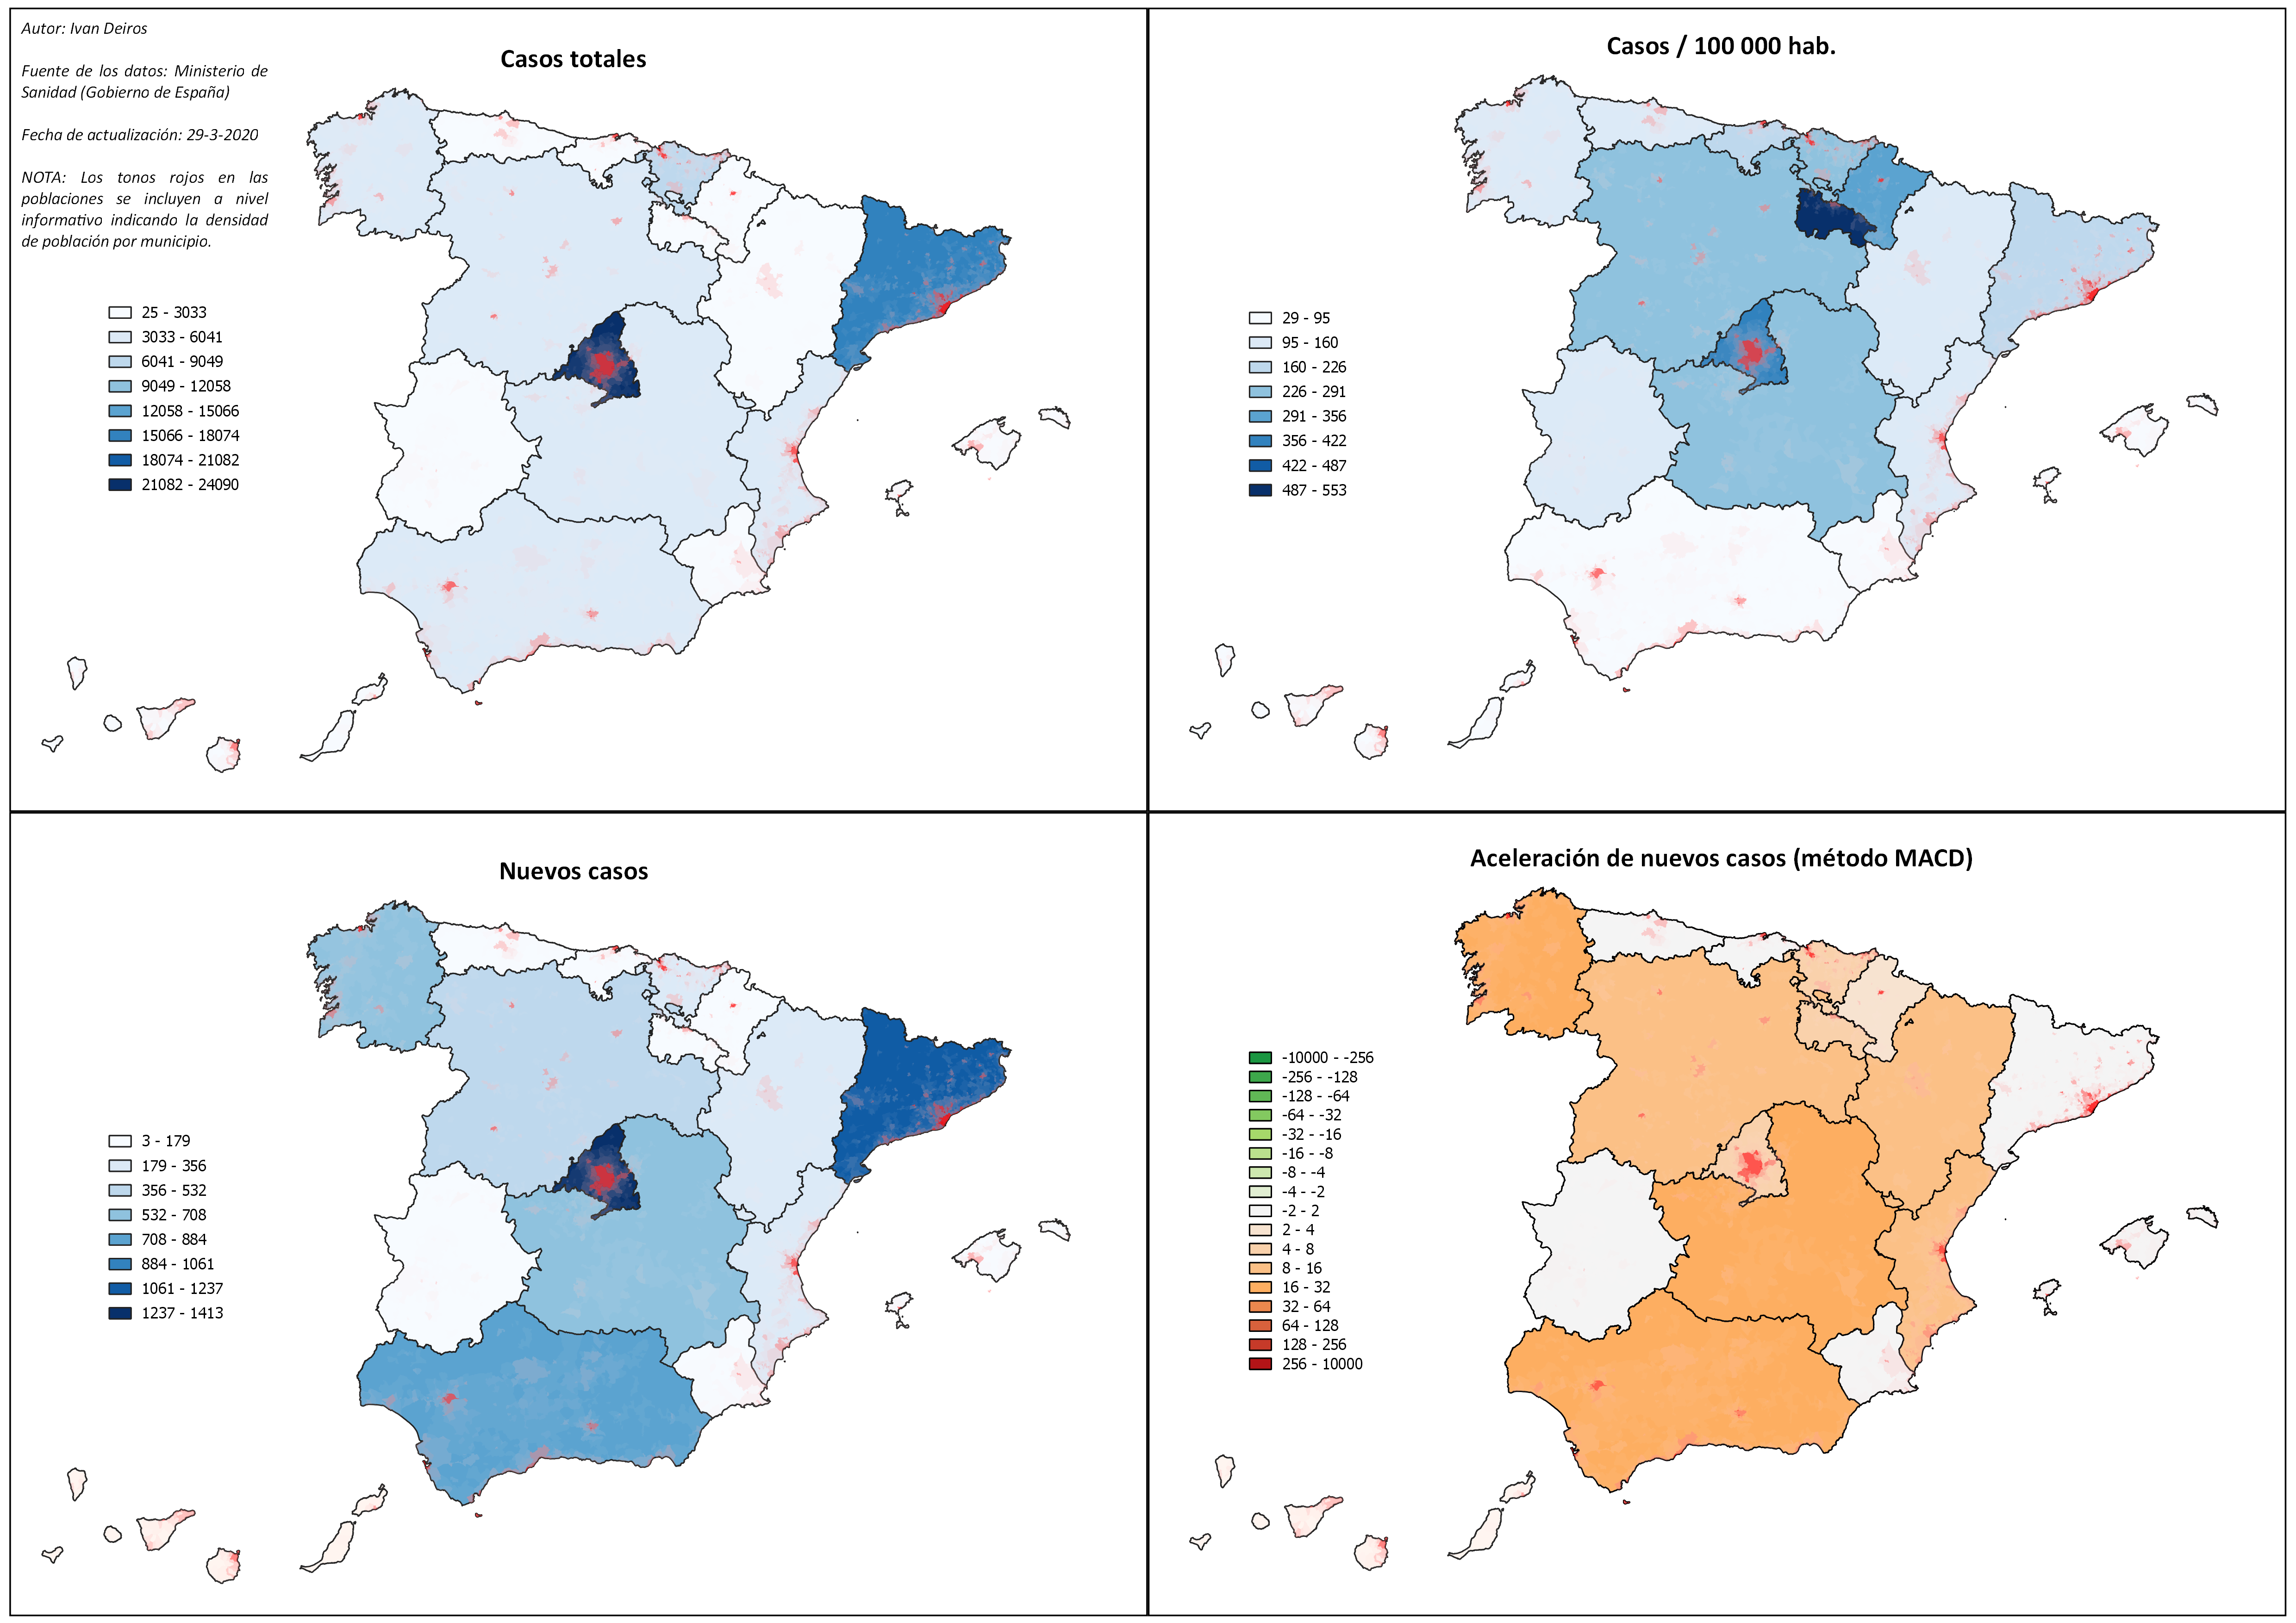 Autor: Ivan Deiros
Fuente de los datos: Ministerio de
Sanidad (Gobierno de España)
Fecha de actualización: 29-3-2020
NOTA: Los tonos rojos en las
poblaciones se incluyen a nivel
informativo indicando la densidad
de población por municipio.
Casos totales
25 - 3033
3033 - 6041
6041 - 9049
9049 - 12058
12058 - 15066
15066 - 18074
18074 - 21082
21082 - 24090
Casos / 100 000 hab.
29 - 95
95 - 160
160 - 226
226 - 291
291 - 356
356 - 422
422 - 487
487 - 553
Nuevos casos
3 - 179
179 - 356
356 - 532
532 - 708
708 - 884
884 - 1061
1061 - 1237
1237 - 1413
Aceleración de nuevos casos (método MACD)
-10000 - -256
-256 - -128
-128 - -64
-64 - -32
-32 - -16
-16 - -8
-8 - -4
-4 - -2
-2 - 2
2 - 4
4 - 8
8 - 16
16 - 32
32 - 64
64 - 128
128 - 256
256 - 10000